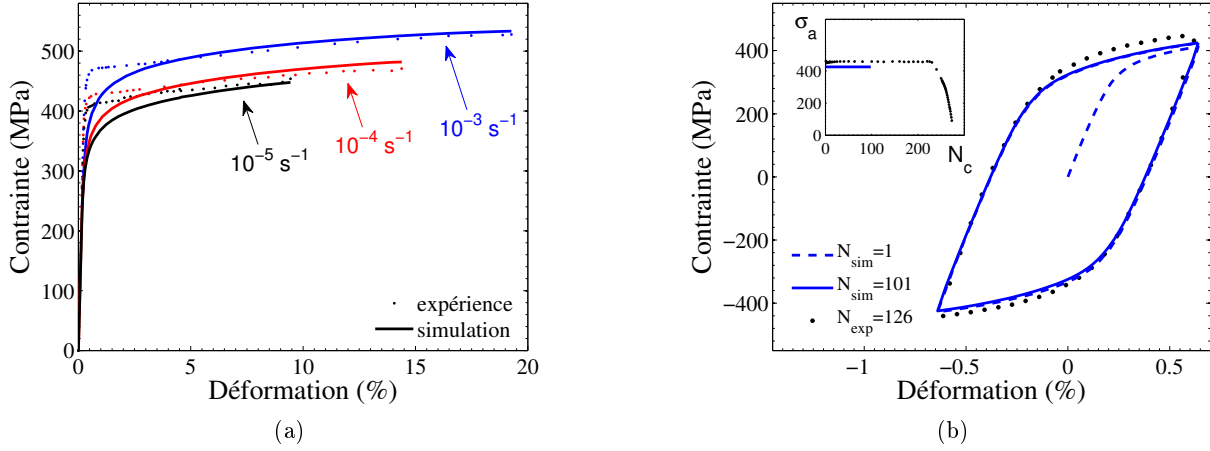 Contrainte (MPa)
500
400
300
200
100
0
0
5
10
15
20
Déformation (%)
10⁻³ s⁻¹
10⁻⁴ s⁻¹
10⁻⁵ s⁻¹
expérience
simulation
(a)
Contrainte (MPa)
400
200
0
−200
−400
−1
−0.5
0
0.5
Déformation (%)
σa
600
400
200
0
0
100
200
Nc
Nsim=1
Nsim=101
Nexp=126
(b)